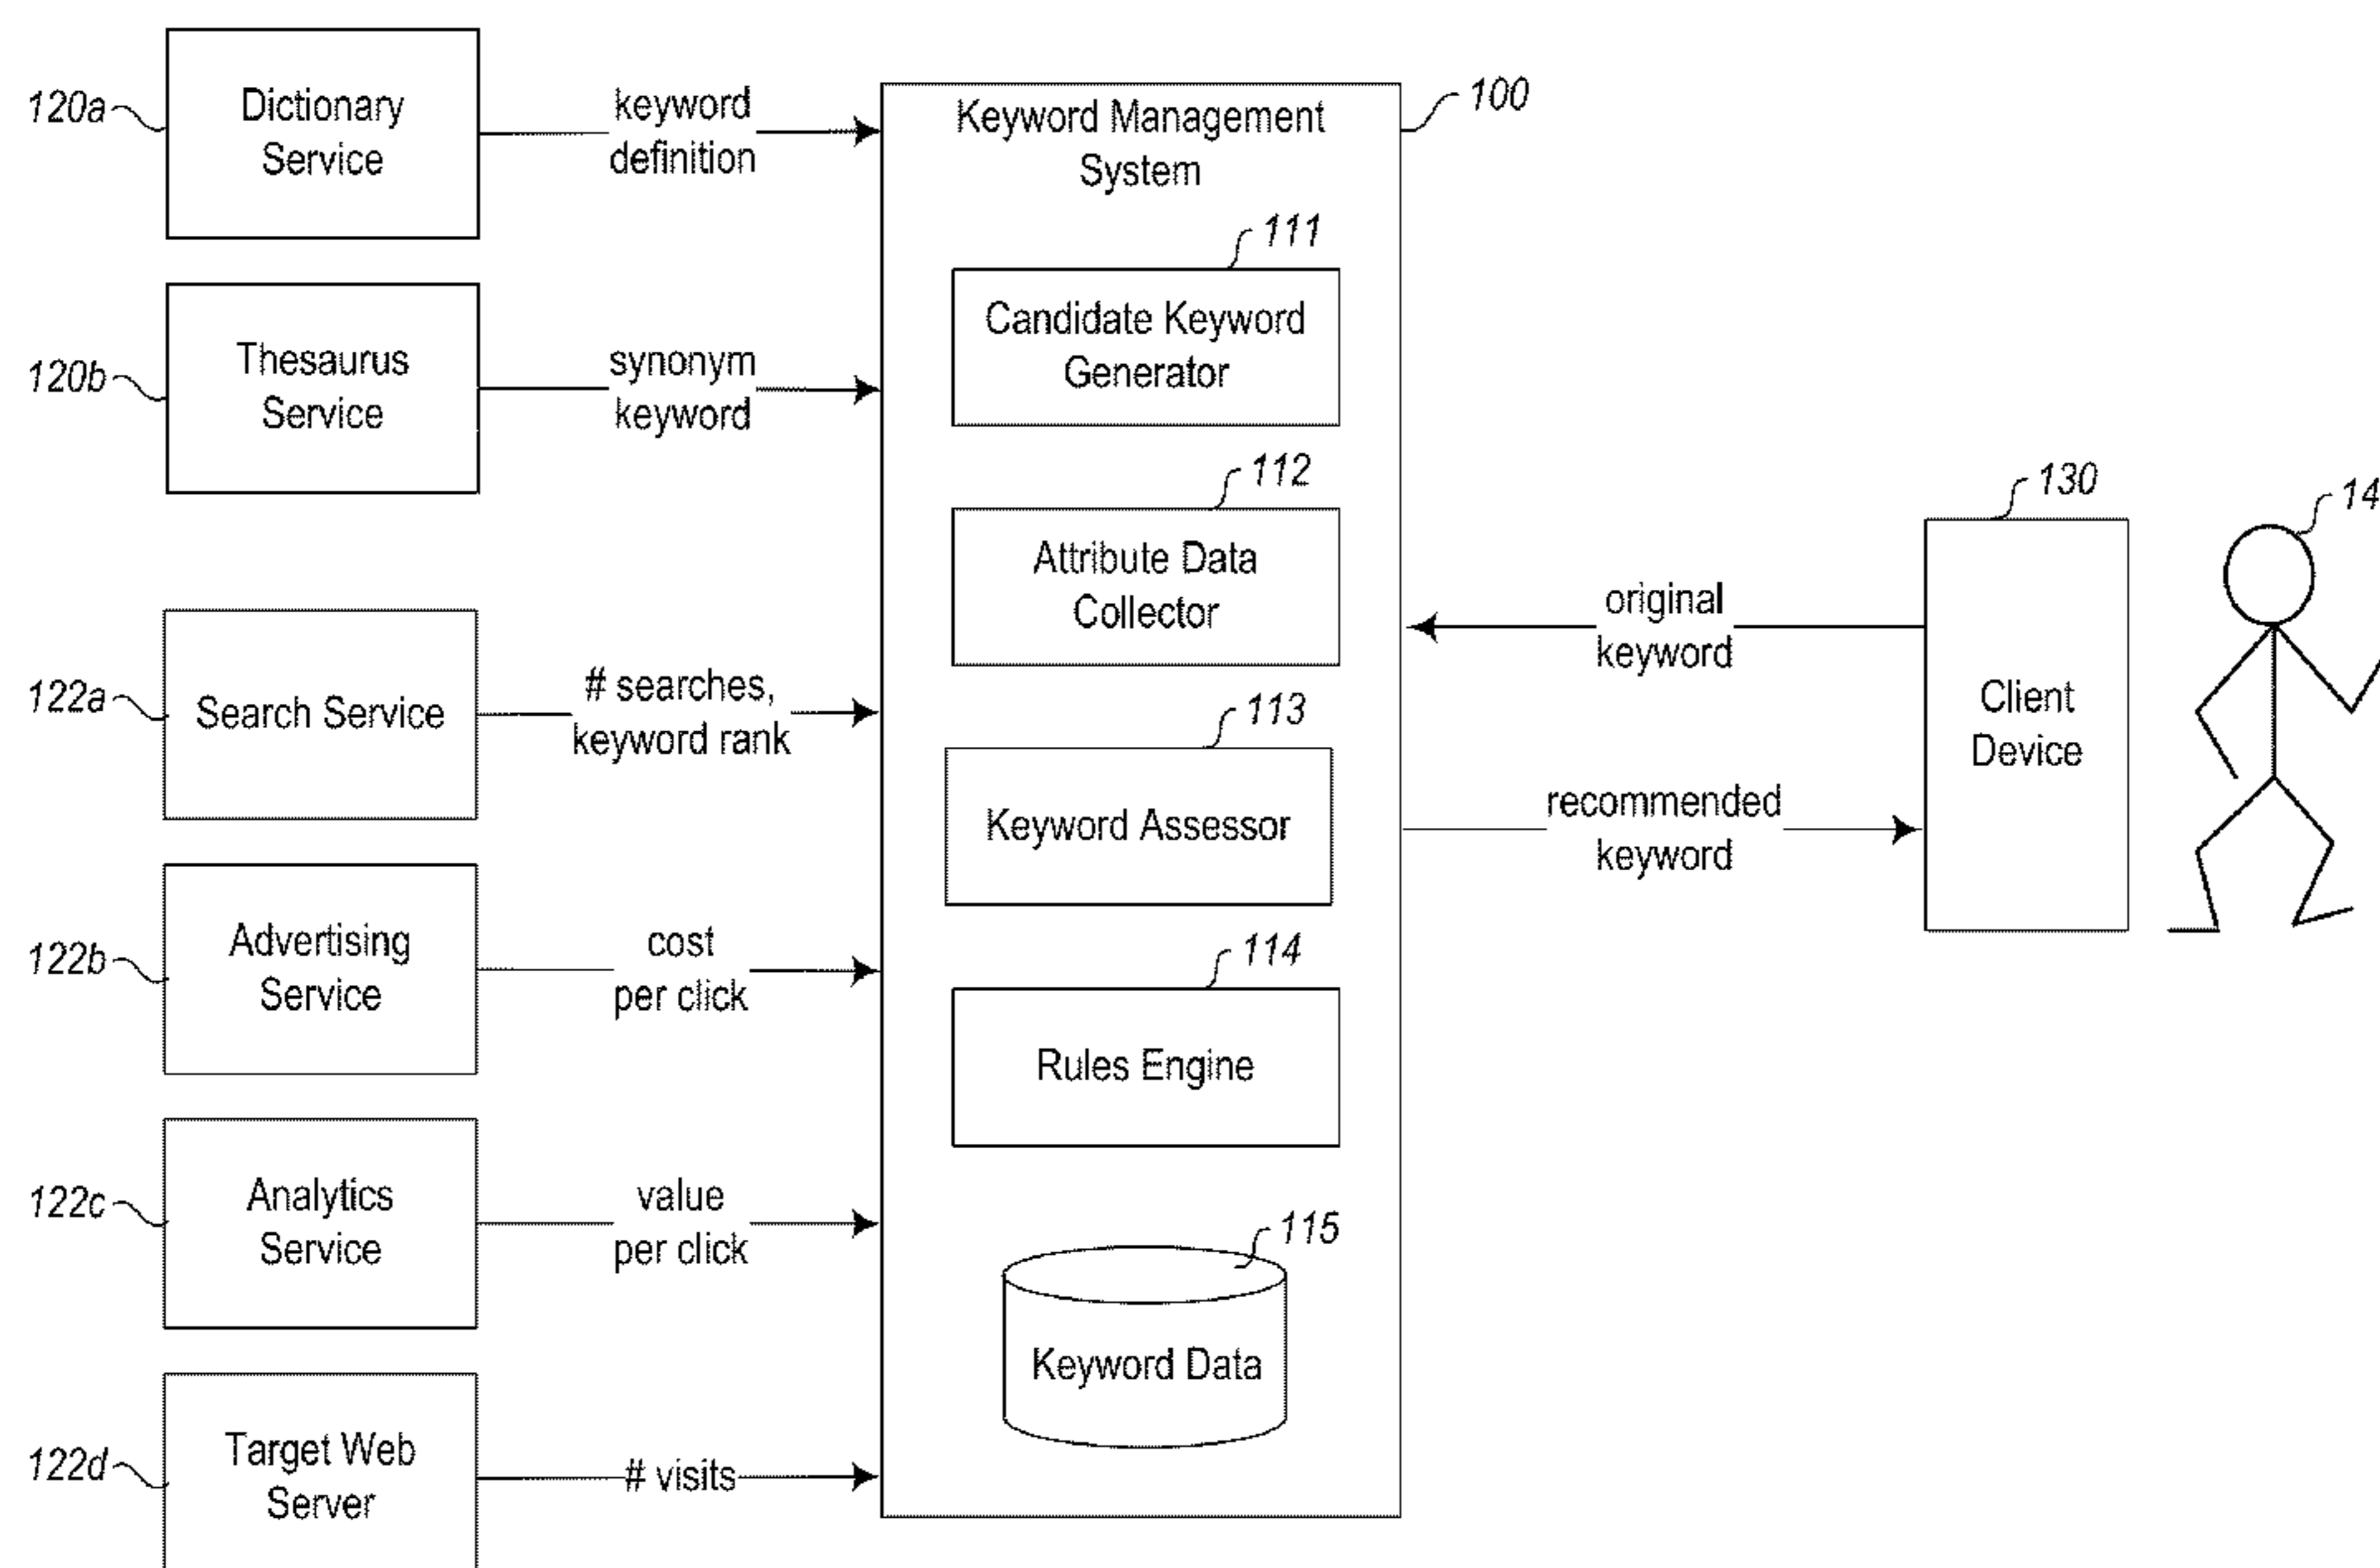 120a
Dictionary
Service
keyword
definition
120b
Thesaurus
Service
synonym
keyword
122a
Search Service
# searches,
keyword rank
122b
Advertising
Service
cost
per click
122c
Analytics
Service
value
per click
122d
Target Web
Server
# visits
Keyword Management
System
100
111
Candidate Keyword
Generator
112
Attribute Data
Collector
113
Keyword Assessor
114
Rules Engine
115
Keyword Data
original
keyword
recommended
keyword
130
Client
Device
14